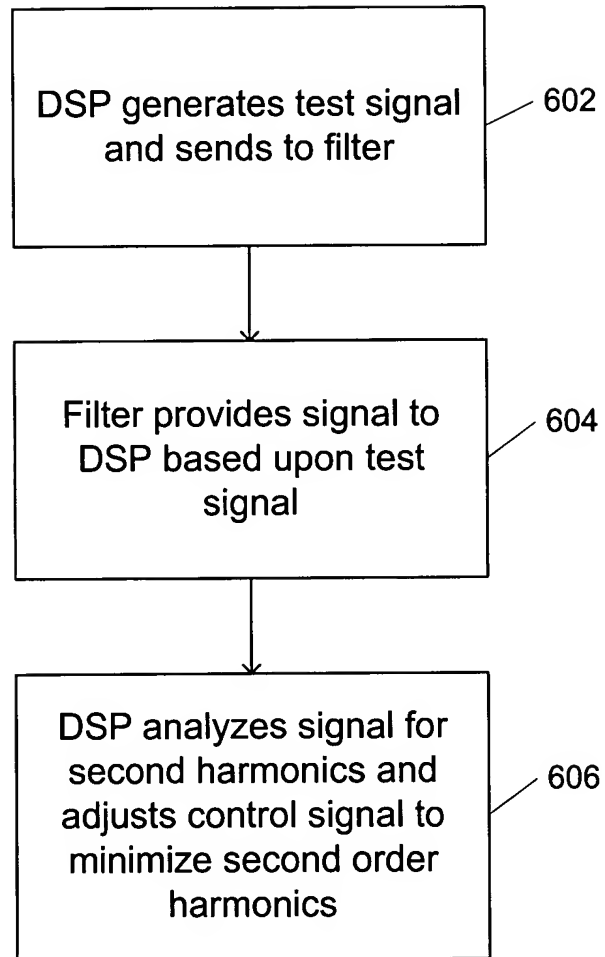 DSP generates test signal
and sends to filter
602
Filter provides signal to
DSP based upon test
signal
604
DSP analyzes signal for
second harmonics and
adjusts control signal to
minimize second order
harmonics
606